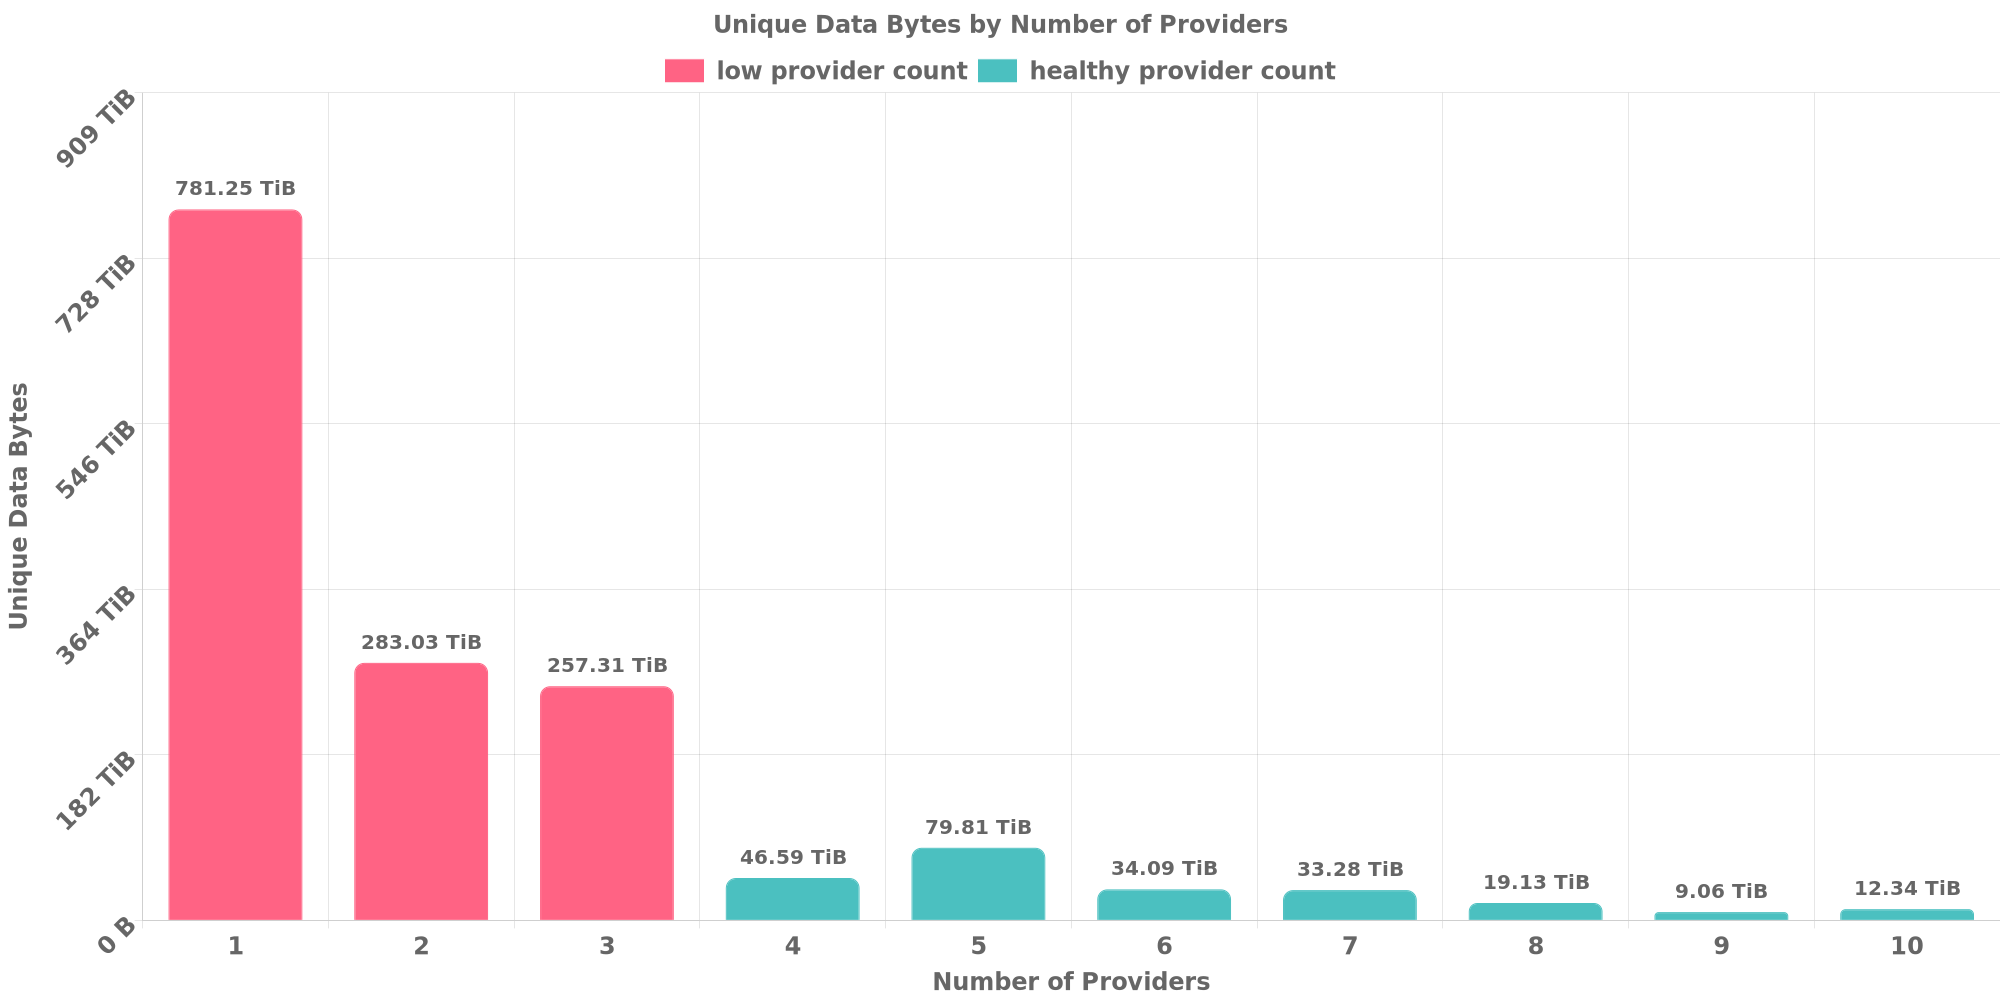 Unique Data Bytes by Number of Providers
low provider count
healthy provider count
909 TiB
728 TiB
546 TiB
364 TiB
182 TiB
0 B
Unique Data Bytes
781.25 TiB
283.03 TiB
257.31 TiB
46.59 TiB
79.81 TiB
34.09 TiB
33.28 TiB
19.13 TiB
9.06 TiB
12.34 TiB
1
2
3
4
5
6
7
8
9
10
Number of Providers